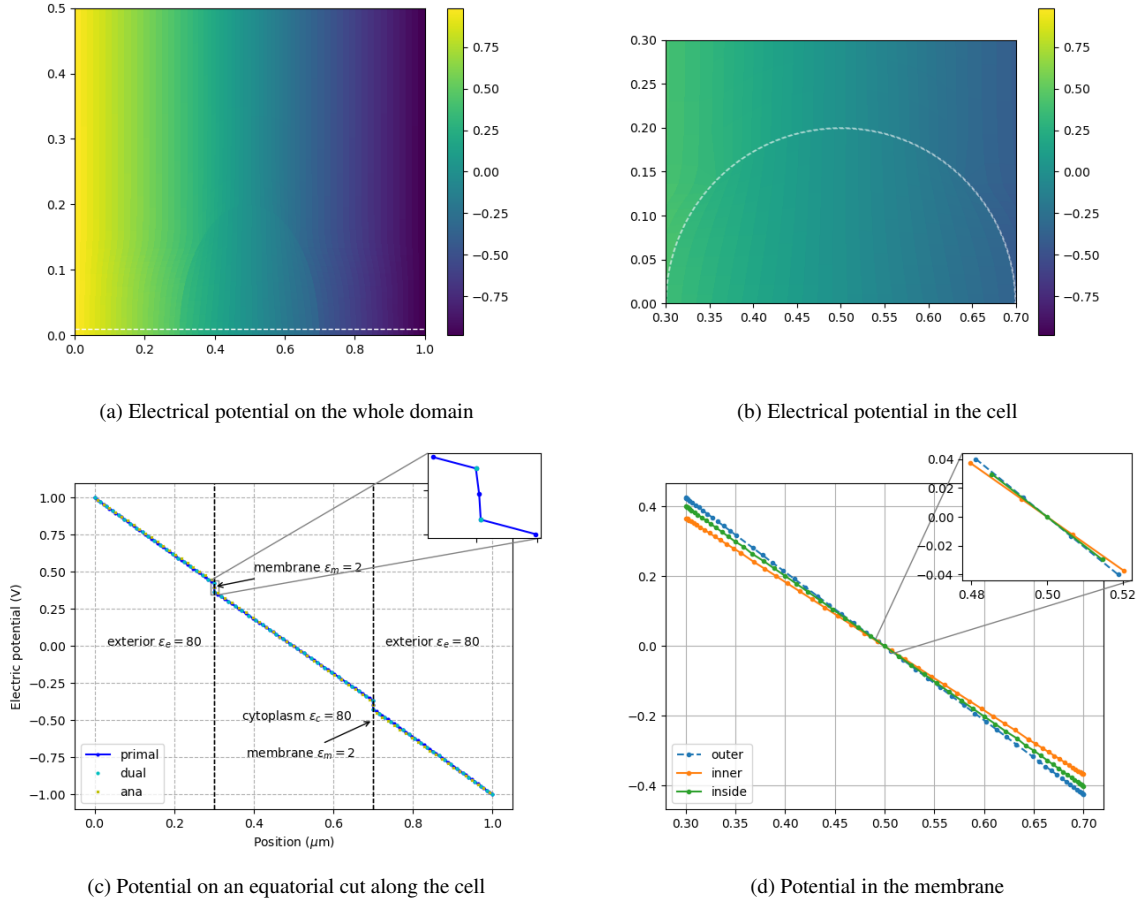 0.5
0.4
0.3
0.2
0.1
0.0
0.0 0.2 0.4 0.6 0.8 1.0
0.75
0.50
0.25
0.00
−0.25
−0.50
−0.75
(a) Electrical potential on the whole domain
0.30
0.25
0.20
0.15
0.10
0.05
0.00
0.30 0.35 0.40 0.45 0.50 0.55 0.60 0.65 0.70
0.75
0.50
0.25
0.00
−0.25
−0.50
−0.75
(b) Electrical potential in the cell
Electric potential (V)
1.00
0.75
0.50
0.25
0.00
−0.25
−0.50
−0.75
−1.00
membrane εm = 2
exterior εe = 80
exterior εe = 80
cytoplasm εc = 80
membrane εm = 2
primal
dual
ana
0.0 0.2 0.4 0.6 0.8 1.0
Position (μm)
(c) Potential on an equatorial cut along the cell
0.04
0.02
0.00
−0.02
−0.04
0.48 0.50 0.52
0.4
0.2
0.0
−0.2
−0.4
outer
inner
inside
0.30 0.35 0.40 0.45 0.50 0.55 0.60 0.65 0.70
(d) Potential in the membrane